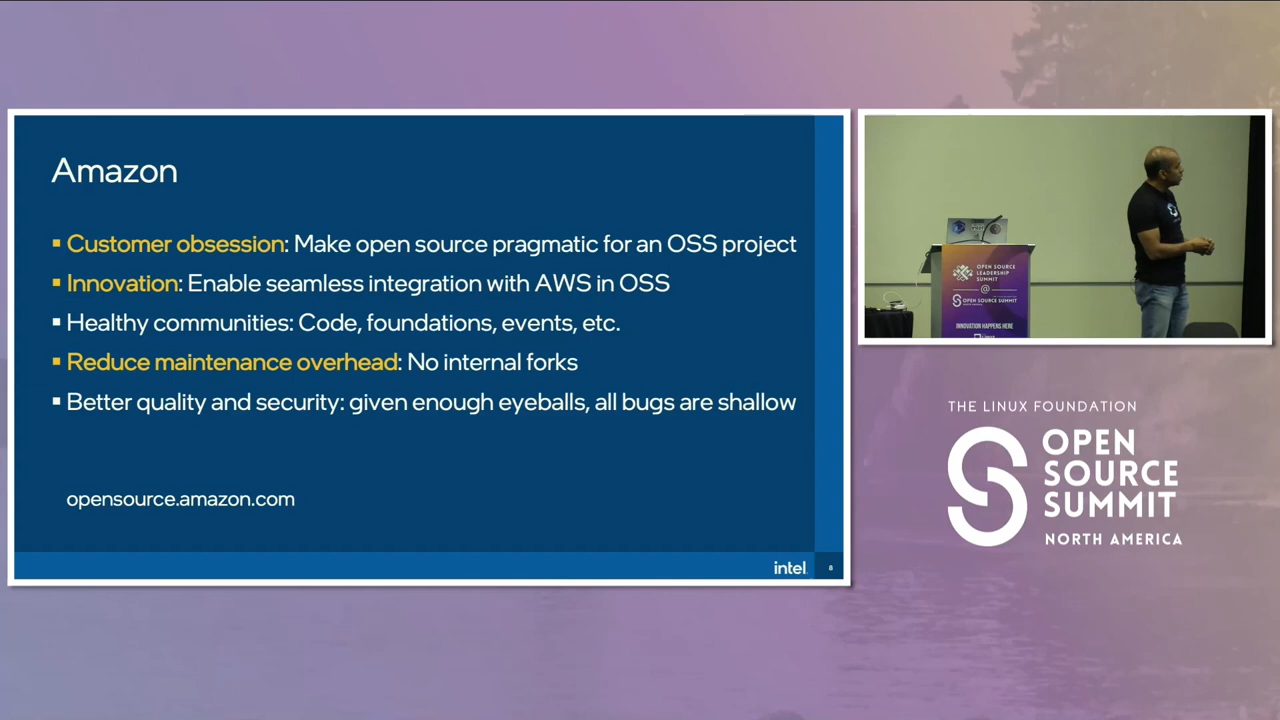 Amazon
▪ Customer obsession: Make open source pragmatic for an OSS project
▪ Innovation: Enable seamless integration with AWS in OSS
▪ Healthy communities: Code, foundations, events, etc.
▪ Reduce maintenance overhead: No internal forks
▪ Better quality and security: given enough eyeballs, all bugs are shallow
opensource.amazon.com
intel.
8
OPEN SOURCE
LEADERSHIP
SUMMIT
@
OPEN SOURCE SUMMIT
INNOVATION HAPPENS HERE
THE LINUX FOUNDATION
OPEN
SOURCE
SUMMIT
NORTH AMERICA